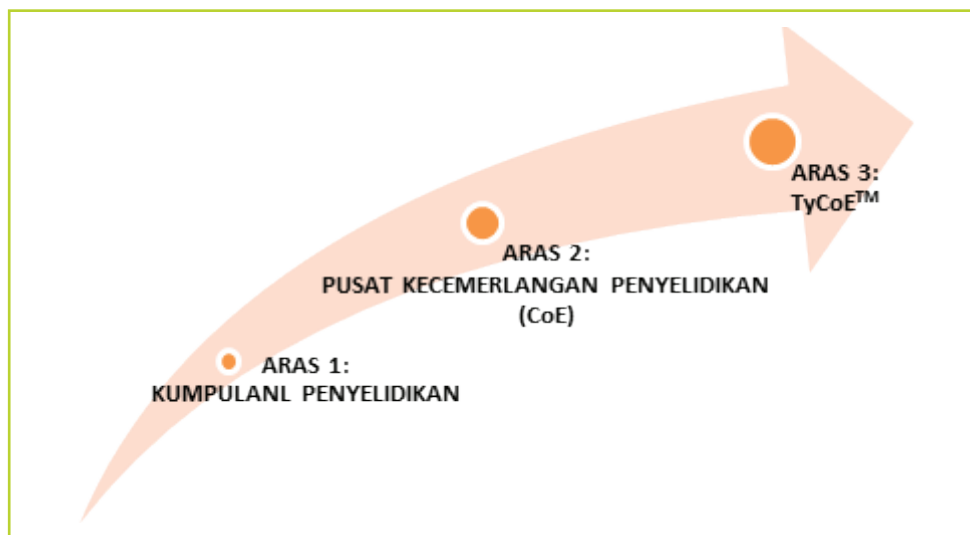 ARAS 3:
TyCoE™
ARAS 2:
PUSAT KECEMERLANGAN PENYELIDIKAN
(CoE)
ARAS 1:
KUMPULANL PENYELIDIKAN